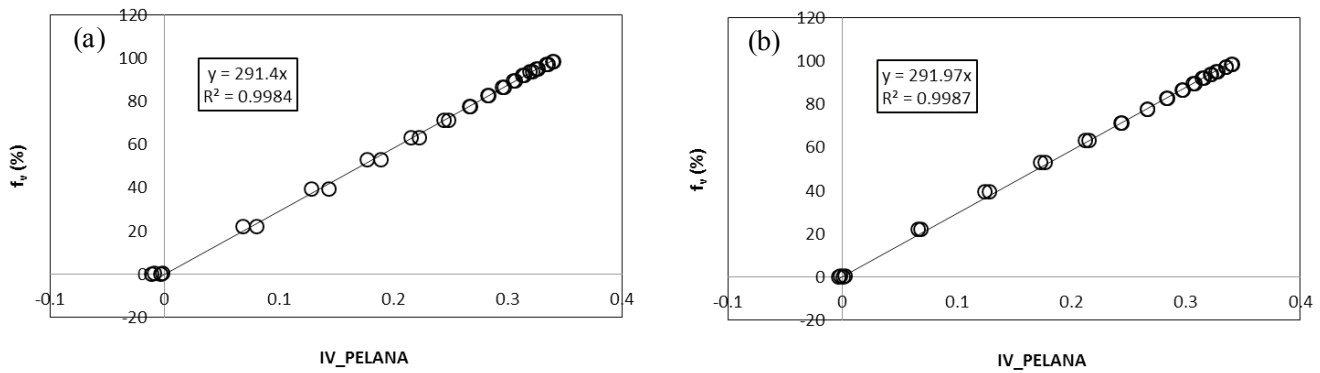 (a)
y = 291.4x
R² = 0.9984
120
100
80
60
40
20
0
-20
-0.1 0 0.1 0.2 0.3 0.4
fᵥ (%)
IV_PELANA
(b)
y = 291.97x
R² = 0.9987
120
100
80
60
40
20
0
-20
-0.1 0 0.1 0.2 0.3 0.4
fᵥ (%)
IV_PELANA